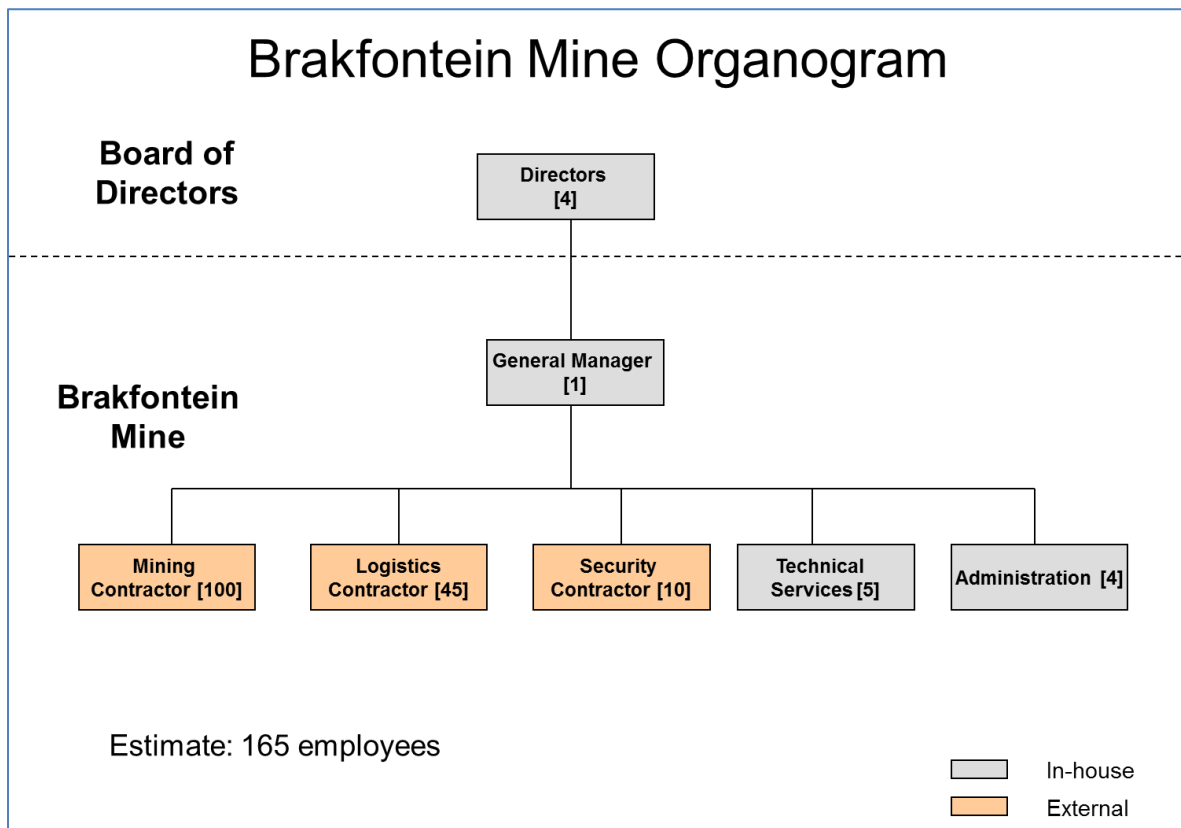 Brakfontein Mine Organogram
Board of
Directors
Directors
[4]
General Manager
[1]
Brakfontein
Mine
Mining
Contractor [100]
Logistics
Contractor [45]
Security
Contractor [10]
Technical
Services [5]
Administration [4]
Estimate: 165 employees
In-house
External